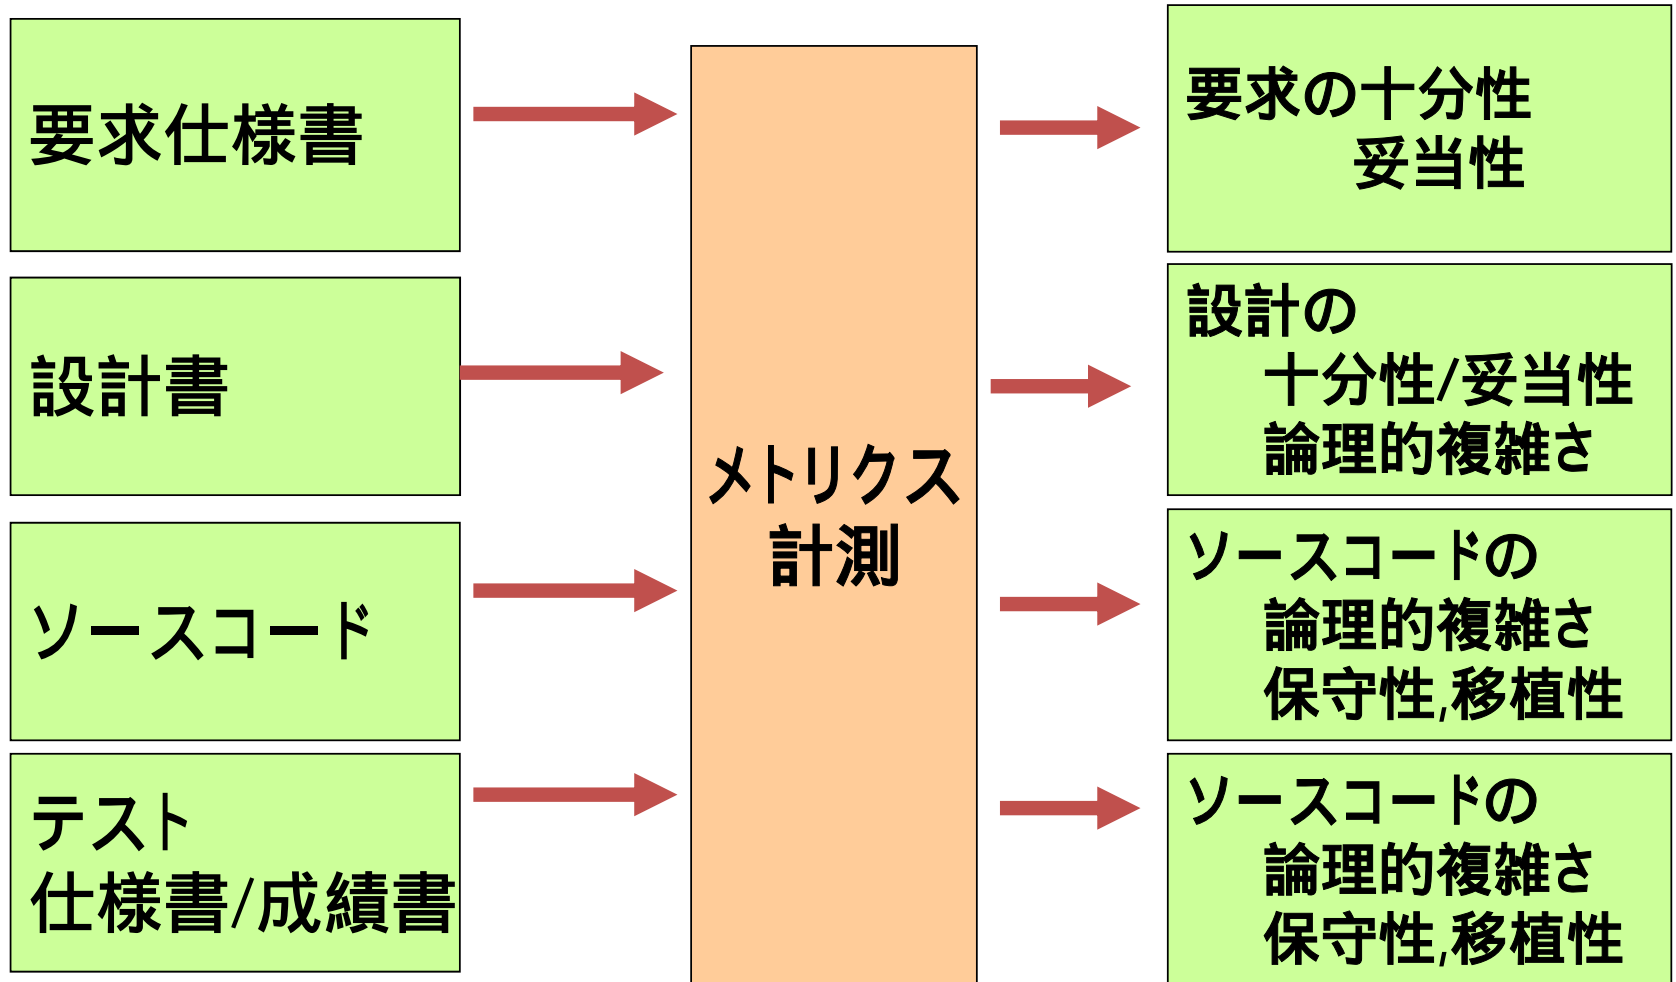 要求仕様書
設計書
ソースコード
テスト
仕様書/成績書
メトリクス
計測
要求の十分性
妥当性
設計の
十分性/妥当性
論理的複雑さ
ソースコードの
論理的複雑さ
保守性,移植性
ソースコードの
論理的複雑さ
保守性,移植性